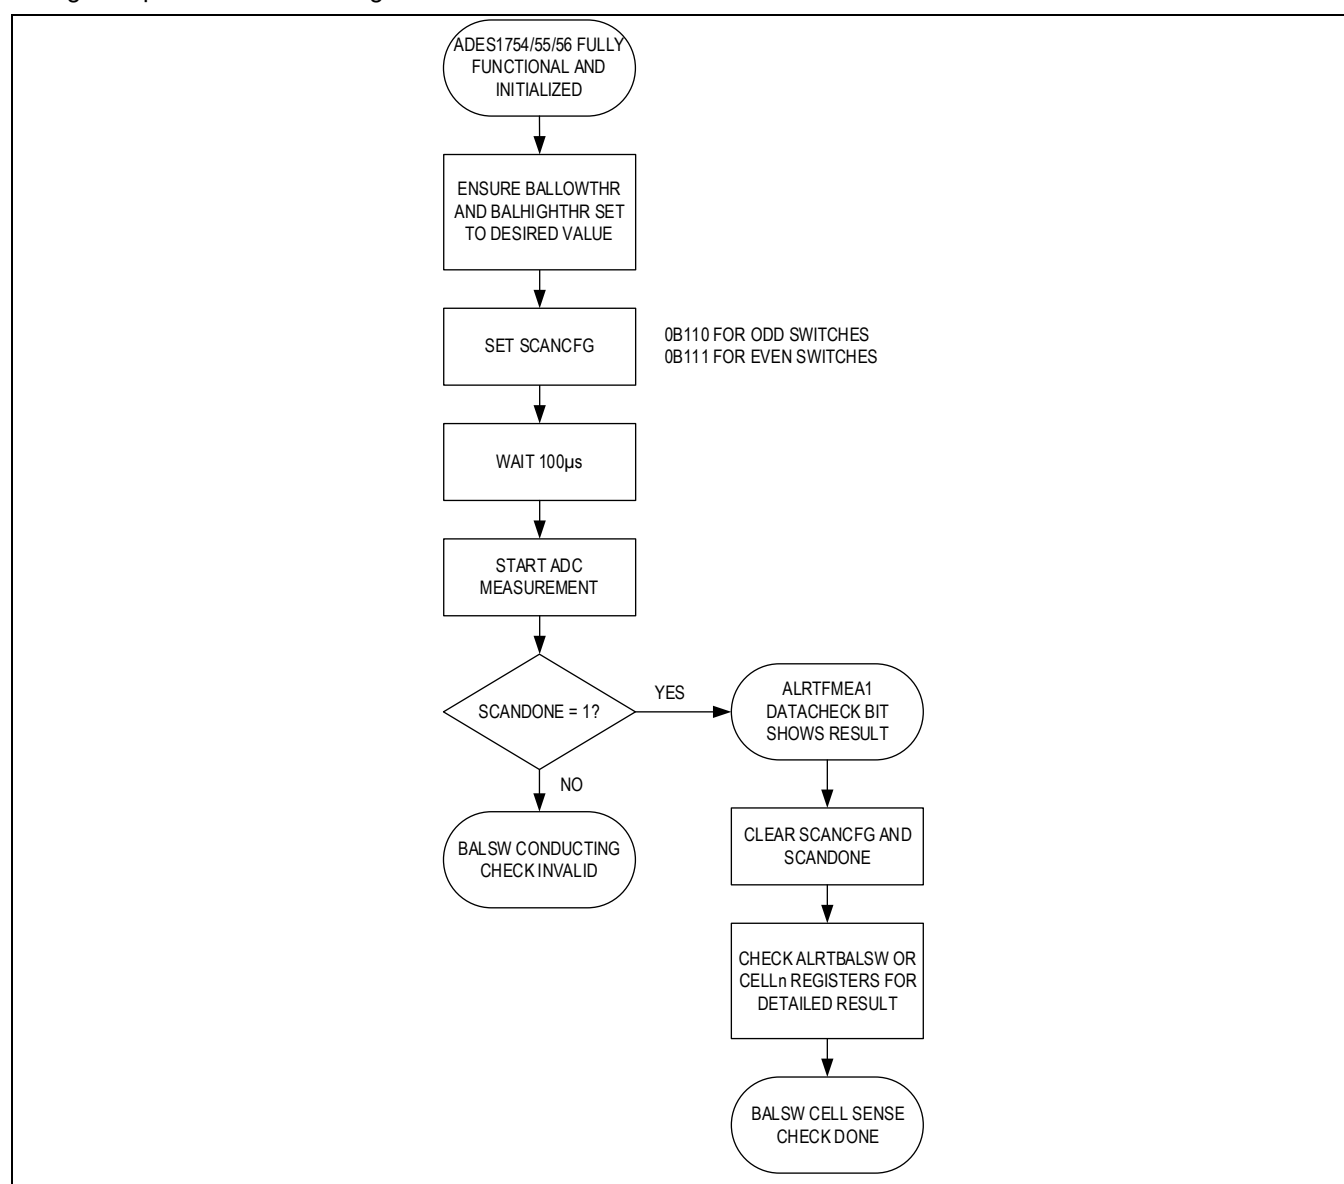 ADES1754/55/56 FULLY
FUNCTIONAL AND
INITIALIZED
ENSURE BALLOWTHR
AND BALHIGHTHR SET
TO DESIRED VALUE
SET SCANCFG
0B110 FOR ODD SWITCHES
0B111 FOR EVEN SWITCHES
WAIT 100µs
START ADC
MEASUREMENT
SCANDONE = 1?
YES
ALRTFMEA1
DATACHECK BIT
SHOWS RESULT
NO
BALSW CONDUCTING
CHECK INVALID
CLEAR SCANCFG AND
SCANDONE
CHECK ALRTBALSW OR
CELLn REGISTERS FOR
DETAILED RESULT
BALSW CELL SENSE
CHECK DONE